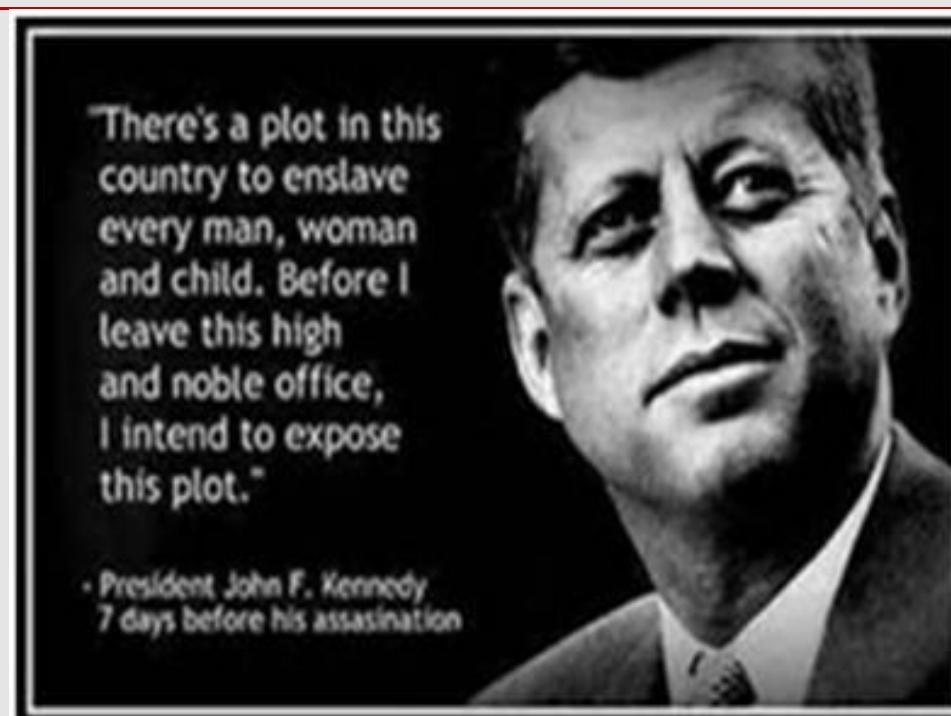 "There's a plot in this
country to enslave
every man, woman
and child. Before I
leave this high
and noble office,
I intend to expose
this plot."
- President John F. Kennedy
7 days before his assasination